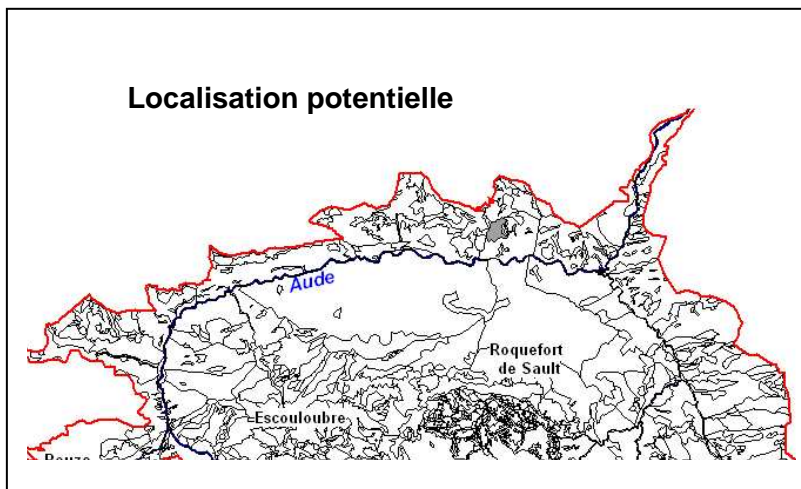 Localisation potentielle
Aude
Roquefort
de Sault
Escouloubre